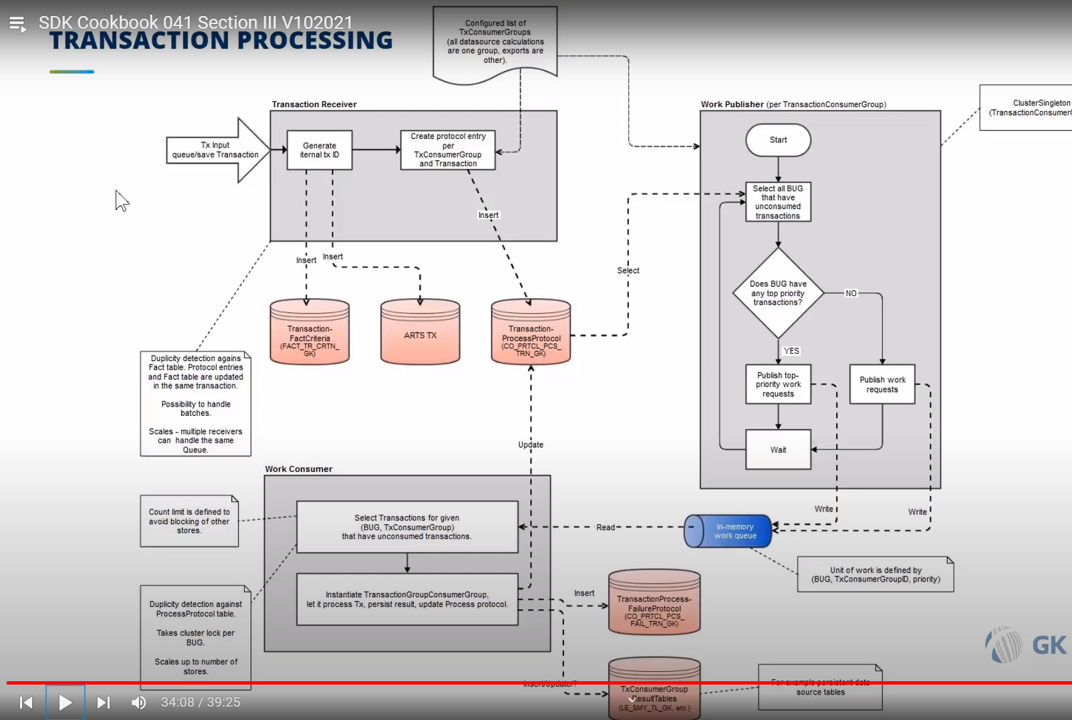 SDK Cookbook 041 Section III V102021
TRANSACTION PROCESSING
Configured list of
TxConsumerGroups
(all datasource calculations
are one group, exports are
other).
Transaction Receiver
Tx Input
queue/save Transaction
Generate
iternal tx ID
Create protocol entry
per
TxConsumerGroup
and Transaction
Insert
Insert
Insert
Transaction-
FactCriteria
(FACT_TR_CRTN_
GK)
ARTS TX
Transaction-
ProcessProtocol
(CO_PRTCL_PCS_
TRN_GK)
Select
Update
Work Publisher (per TransactionConsumerGroup)
ClusterSingleton
(TransactionConsumerG
Start
Select all BUG
that have
unconsumed
transactions
Does BUG have
any top priority
transactions?
NO
YES
Publish top-
priority work
requests
Publish work
requests
Wait
Write
Write
In-memory
work queue
Read
Unit of work is defined by
(BUG, TxConsumerGroupID, priority)
Duplicity detection agains
Fact table. Protocol entries
and Fact table are updated
in the same transaction.
Possibility to handle
batches.
Scales - multiple receivers
can handle the same
Queue.
Work Consumer
Count limit is defined to
avoid blocking of other
stores.
Select Transactions for given
(BUG, TxConsumerGroup)
that have unconsumed transactions.
Instantiate TransactionGroupConsumerGroup,
let it process Tx, persist result, update Process protocol.
Duplicity detection against
ProcessProtocol table.
Takes cluster lock per
BUG.
Scales up to number of
stores.
Insert
TransactionProcess-
FailureProtocol
(CO_PRTCL_PCS_
FAIL_TRN_GK)
Insert/Update?
TxConsumerGroup
ResultTables
(LE_SMY_TL_GK, etc.)
For example persistent data
source tables
GK
34:08 / 39:25